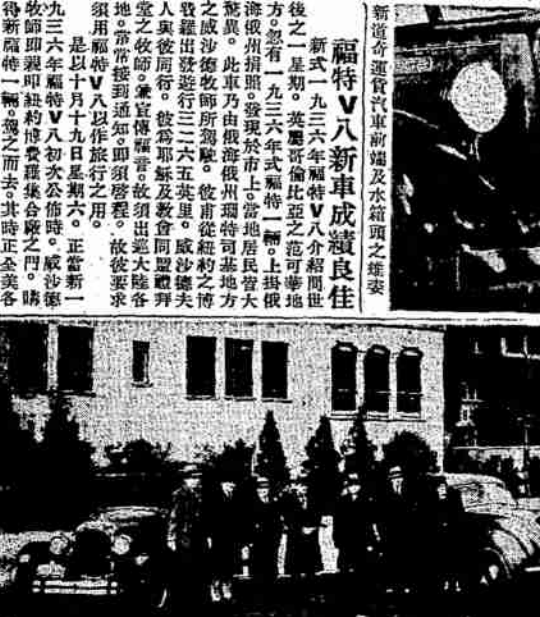 新道奇運貨汽車前端及水箱頭之雄姿
福特V八新車成績良佳
新式一九三六年福特V八介紹問世
後之一星期。英屬哥倫比亞之范可華地
方。忽有一九三六年式福特一輛。上掛俄
海俄州捐照。發現於市上。當地居民皆大
驚異。此車乃由俄海俄州瓓特司基地方
之威沙德牧師所駕駛。彼甫從紐約之博
發羅出發遊行三二六五英里。威沙德夫
人與彼同行。彼爲耶穌及教會同盟禮拜
堂之牧師。兼宣傳福音。故須出巡大陸各
地。常常接到通知。即須啓程。故彼要求
須用福特V八以作旅行之用。
是以十月十九日星期六。正當新一
九三六年福特V八初次公佈時。威沙德
牧師即親叩紐約博發羅集合廠之門。購
得新福特一輛。駕之而去。其時正全美各